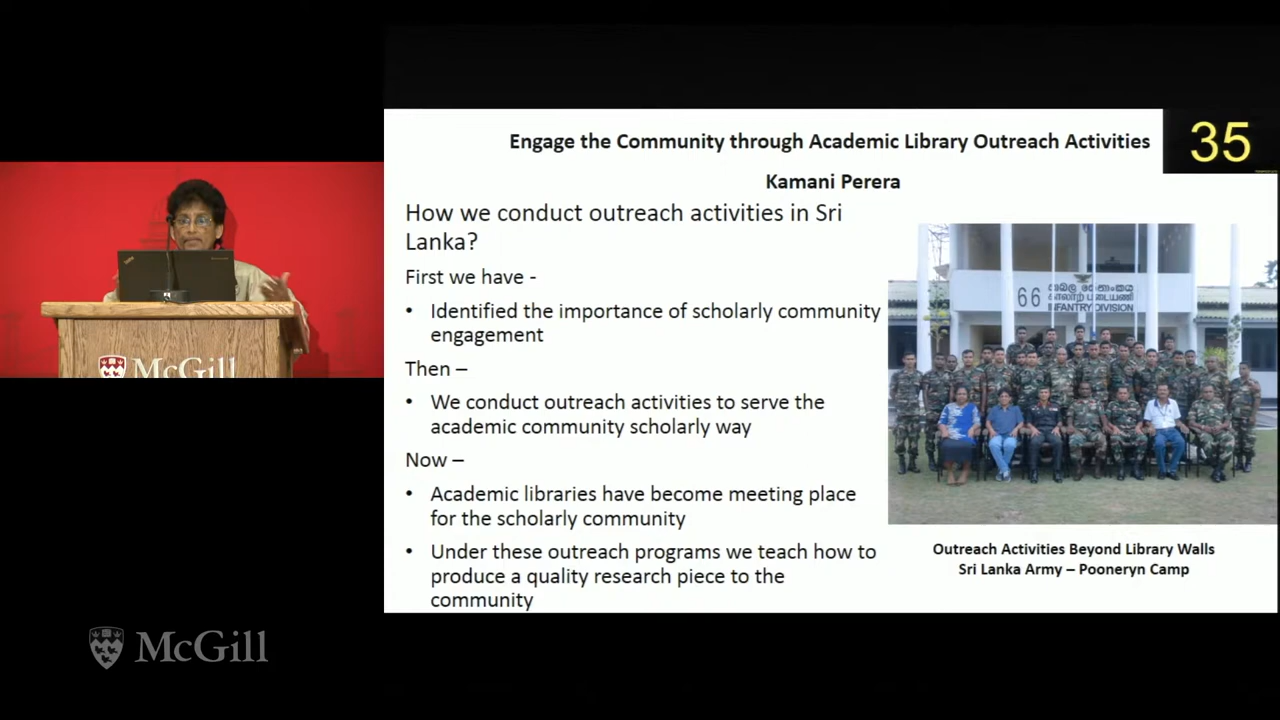 Engage the Community through Academic Library Outreach Activities
35
Kamani Perera
How we conduct outreach activities in Sri
Lanka?
First we have -
• Identified the importance of scholarly community
engagement
Then –
• We conduct outreach activities to serve the
academic community scholarly way
Now –
• Academic libraries have become meeting place
for the scholarly community
• Under these outreach programs we teach how to
produce a quality research piece to the
community
66
INFANTRY DIVISION
Outreach Activities Beyond Library Walls
Sri Lanka Army – Pooneryn Camp
McGill
McGill